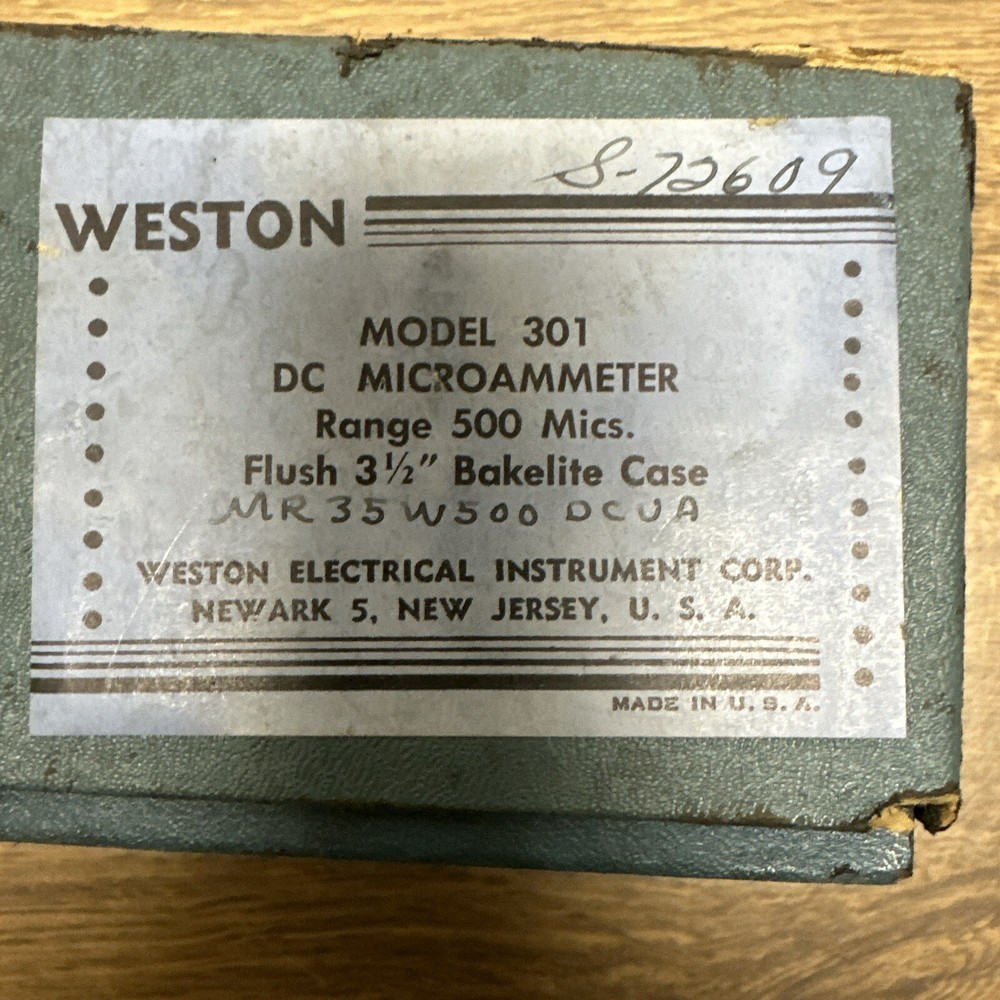 S-72609
WESTON
MODEL 301
DC MICROAMMETER
Range 500 Mics.
Flush 3½" Bakelite Case
MR35W500 DCUA
WESTON ELECTRICAL INSTRUMENT CORP.
NEWARK 5, NEW JERSEY, U. S. A.
MADE IN U. S. A.